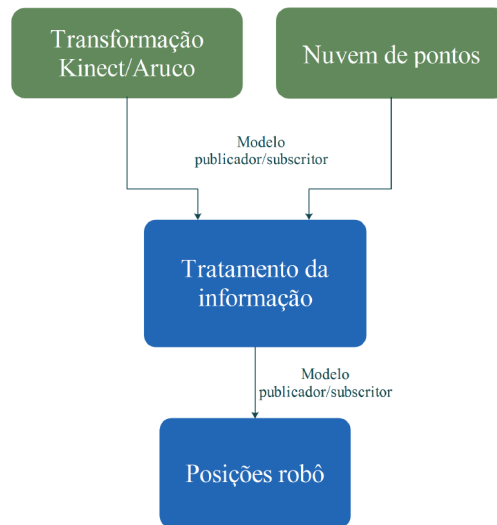 Transformação
Kinect/Aruco
Nuvem de pontos
Modelo
publicador/subscritor
Tratamento da
informação
Modelo
publicador/subscritor
Posições robô